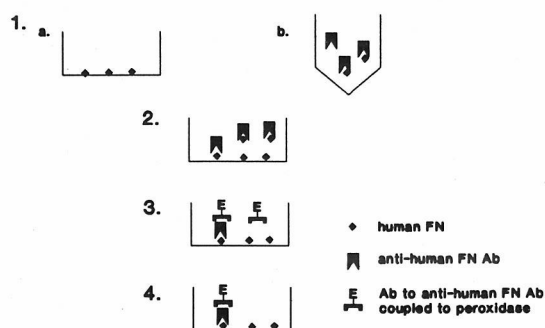 1.
a.
b.
2.
3.
E E
human FN
anti-human FN Ab
4.
E
E Ab to anti-human FN Ab
coupled to peroxidase